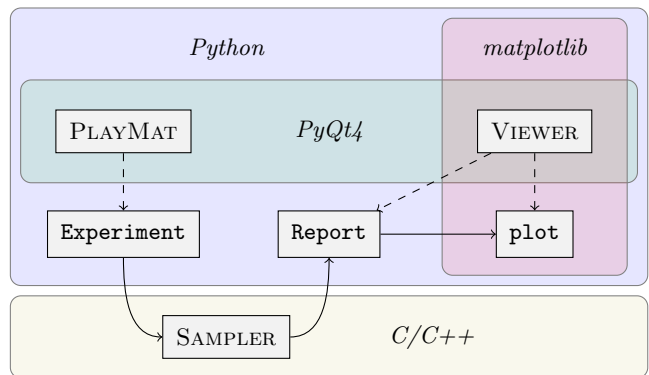 Python
matplotlib
PLAYMAT
PyQt4
VIEWER
Experiment
Report
plot
SAMPLER
C/C++